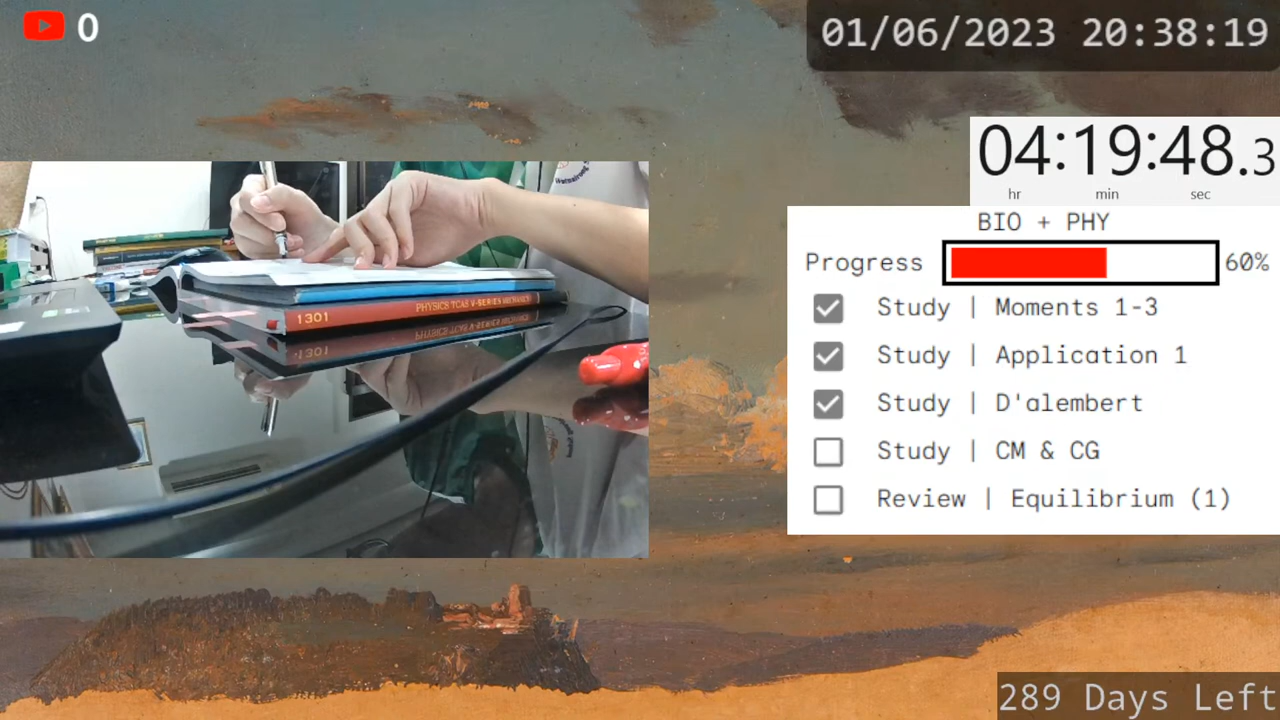 0
01/06/2023 20:38:19
04:19:48.3
hr min sec
BIO + PHY
Progress 60%
Study | Moments 1-3
Study | Application 1
Study | D'alembert
Study | CM & CG
Review | Equilibrium (1)
1301 PHYSICS TCAS V-SERIES MECHANICS
289 Days Left